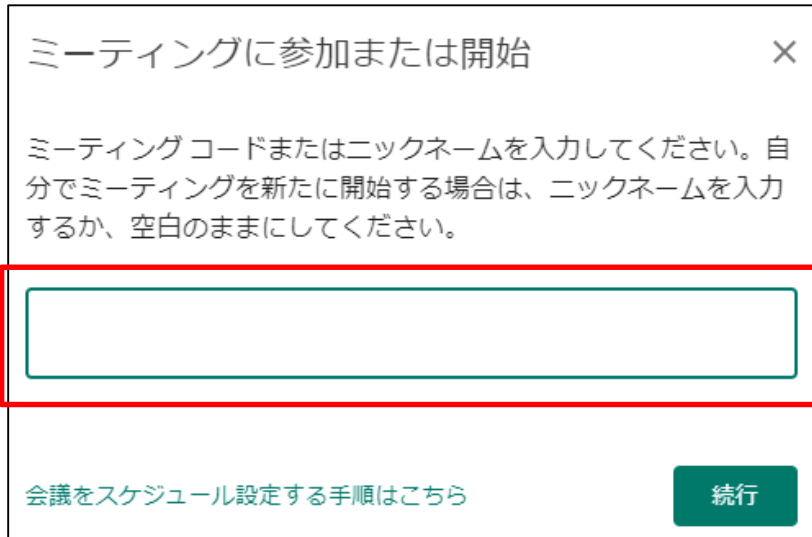 ミーティングに参加または開始
ミーティング コードまたはニックネームを入力してください。自
分でミーティングを新たに開始する場合は、ニックネームを入力
するか、空白のままにしてください。
会議をスケジュール設定する手順はこちら
続行